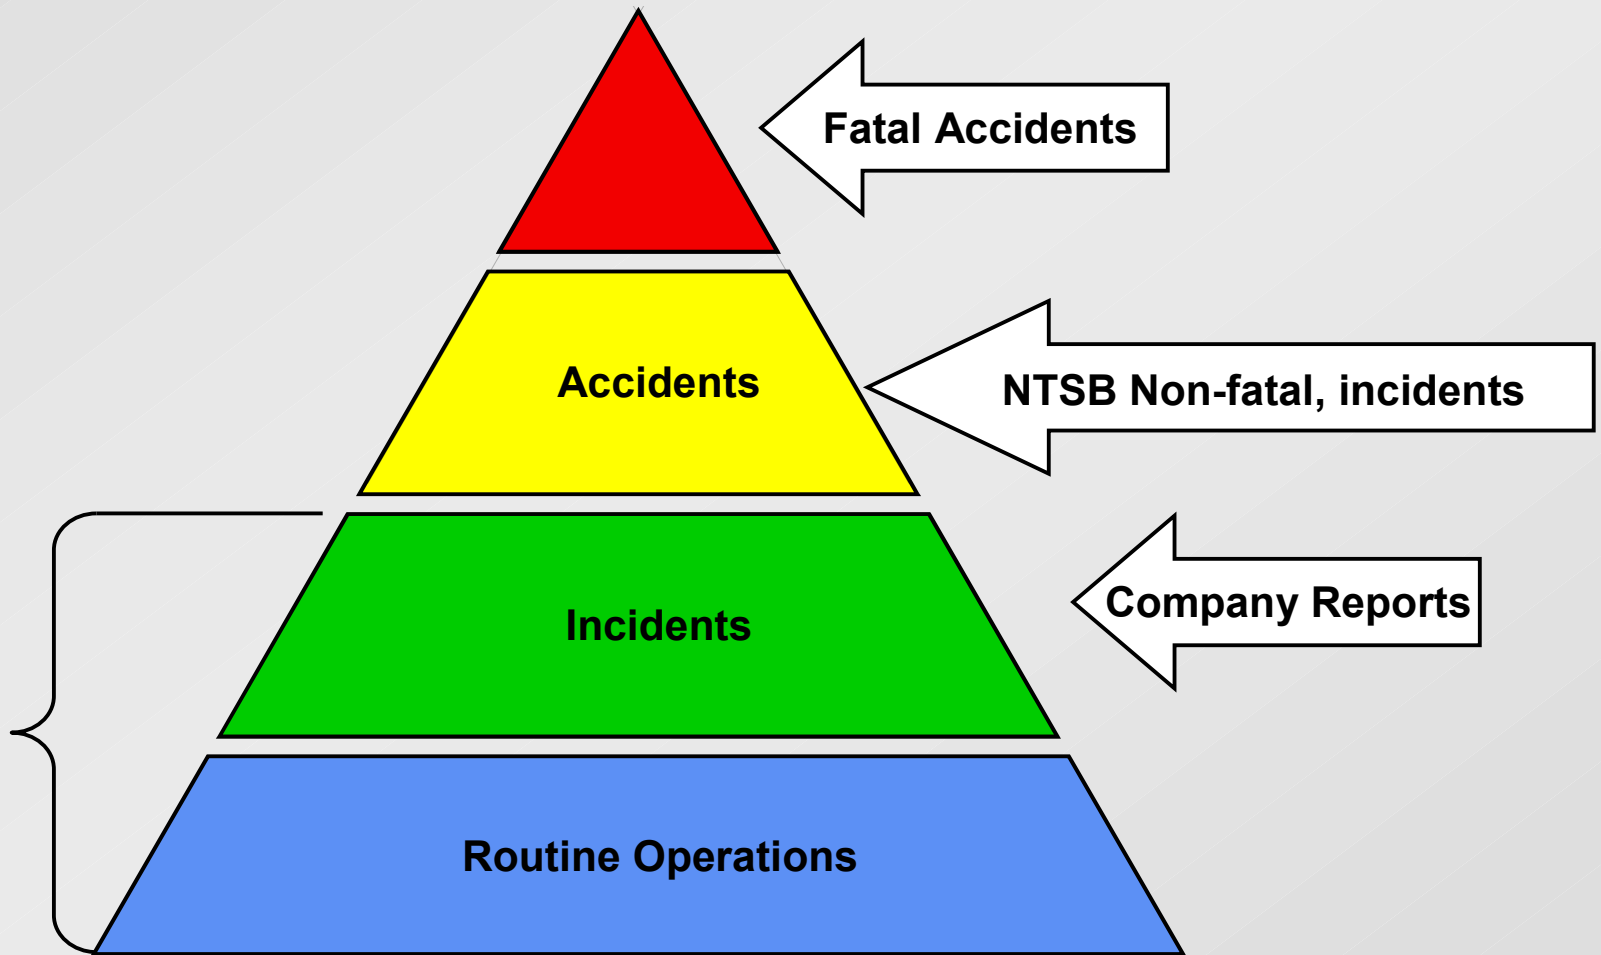 Fatal Accidents
Accidents
NTSB Non-fatal, incidents
Incidents
Company Reports
Routine Operations